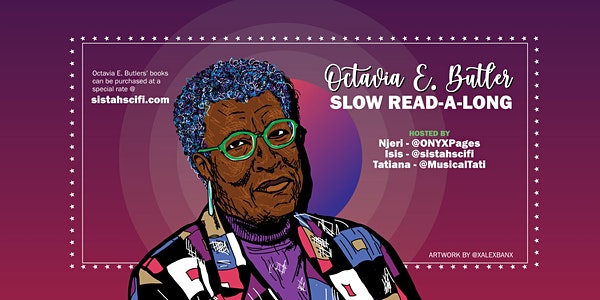 Octavia E. Butlers' books
can be purchased at a
special rate @
sistahscifi.com
Octavia E. Butler
SLOW READ-A-LONG
HOSTED BY
Njeri - @ONYXPages
Isis - @sistahscifi
Tatiana - @MusicalTati
ARTWORK BY @XALEXBANX